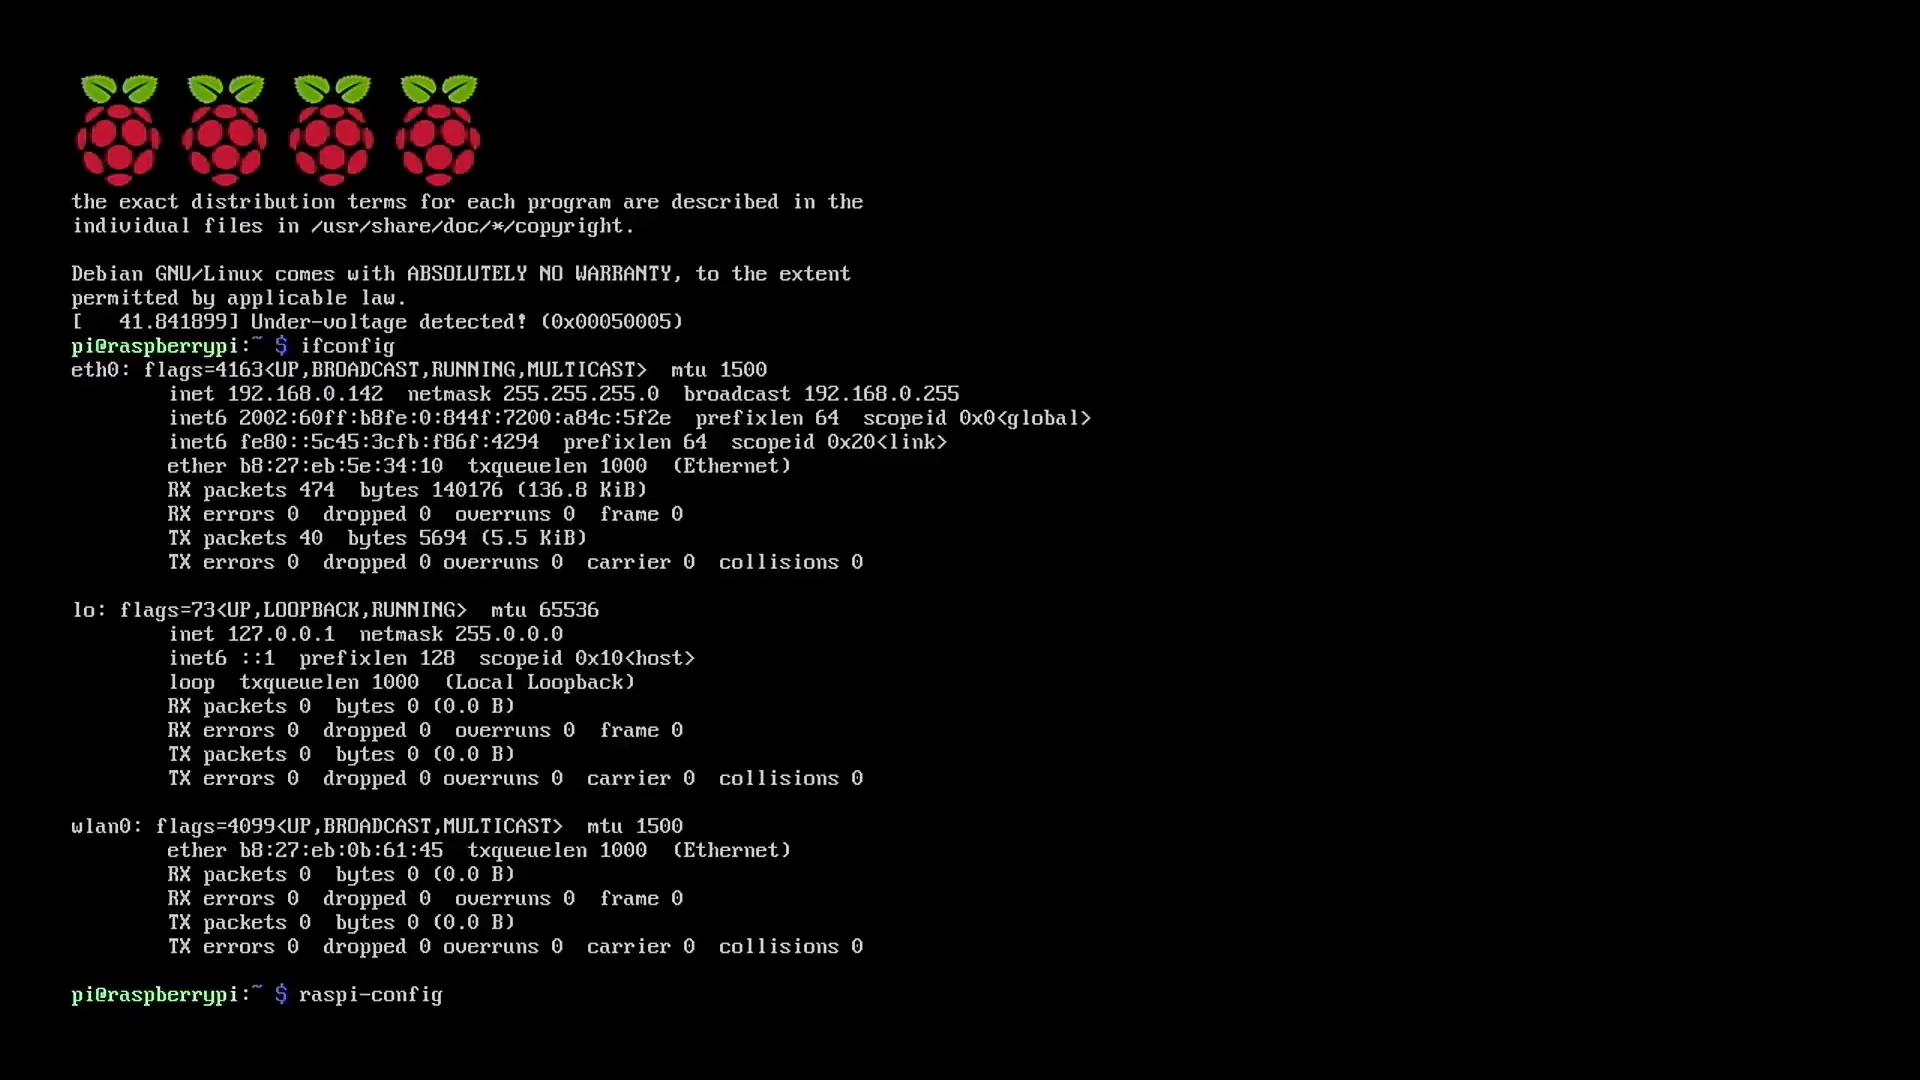 the exact distribution terms for each program are described in the
individual files in /usr/share/doc/*/copyright.
Debian GNU/Linux comes with ABSOLUTELY NO WARRANTY, to the extent
permitted by applicable law.
[   41.841899] Under-voltage detected! (0x00050005)
pi@raspberrypi:~ $ ifconfig
eth0: flags=4163<UP,BROADCAST,RUNNING,MULTICAST>  mtu 1500
        inet 192.168.0.142  netmask 255.255.255.0  broadcast 192.168.0.255
        inet6 2002:60ff:b8fe:0:844f:7200:a84c:5f2e  prefixlen 64  scopeid 0x0<global>
        inet6 fe80::5c45:3cfb:f86f:4294  prefixlen 64  scopeid 0x20<link>
        ether b8:27:eb:5e:34:10  txqueuelen 1000  (Ethernet)
        RX packets 474  bytes 140176 (136.8 KiB)
        RX errors 0  dropped 0  overruns 0  frame 0
        TX packets 40  bytes 5694 (5.5 KiB)
        TX errors 0  dropped 0 overruns 0  carrier 0  collisions 0
lo: flags=73<UP,LOOPBACK,RUNNING>  mtu 65536
        inet 127.0.0.1  netmask 255.0.0.0
        inet6 ::1  prefixlen 128  scopeid 0x10<host>
        loop  txqueuelen 1000  (Local Loopback)
        RX packets 0  bytes 0 (0.0 B)
        RX errors 0  dropped 0  overruns 0  frame 0
        TX packets 0  bytes 0 (0.0 B)
        TX errors 0  dropped 0 overruns 0  carrier 0  collisions 0
wlan0: flags=4099<UP,BROADCAST,MULTICAST>  mtu 1500
        ether b8:27:eb:0b:61:45  txqueuelen 1000  (Ethernet)
        RX packets 0  bytes 0 (0.0 B)
        RX errors 0  dropped 0  overruns 0  frame 0
        TX packets 0  bytes 0 (0.0 B)
        TX errors 0  dropped 0 overruns 0  carrier 0  collisions 0
pi@raspberrypi:~ $ raspi-config